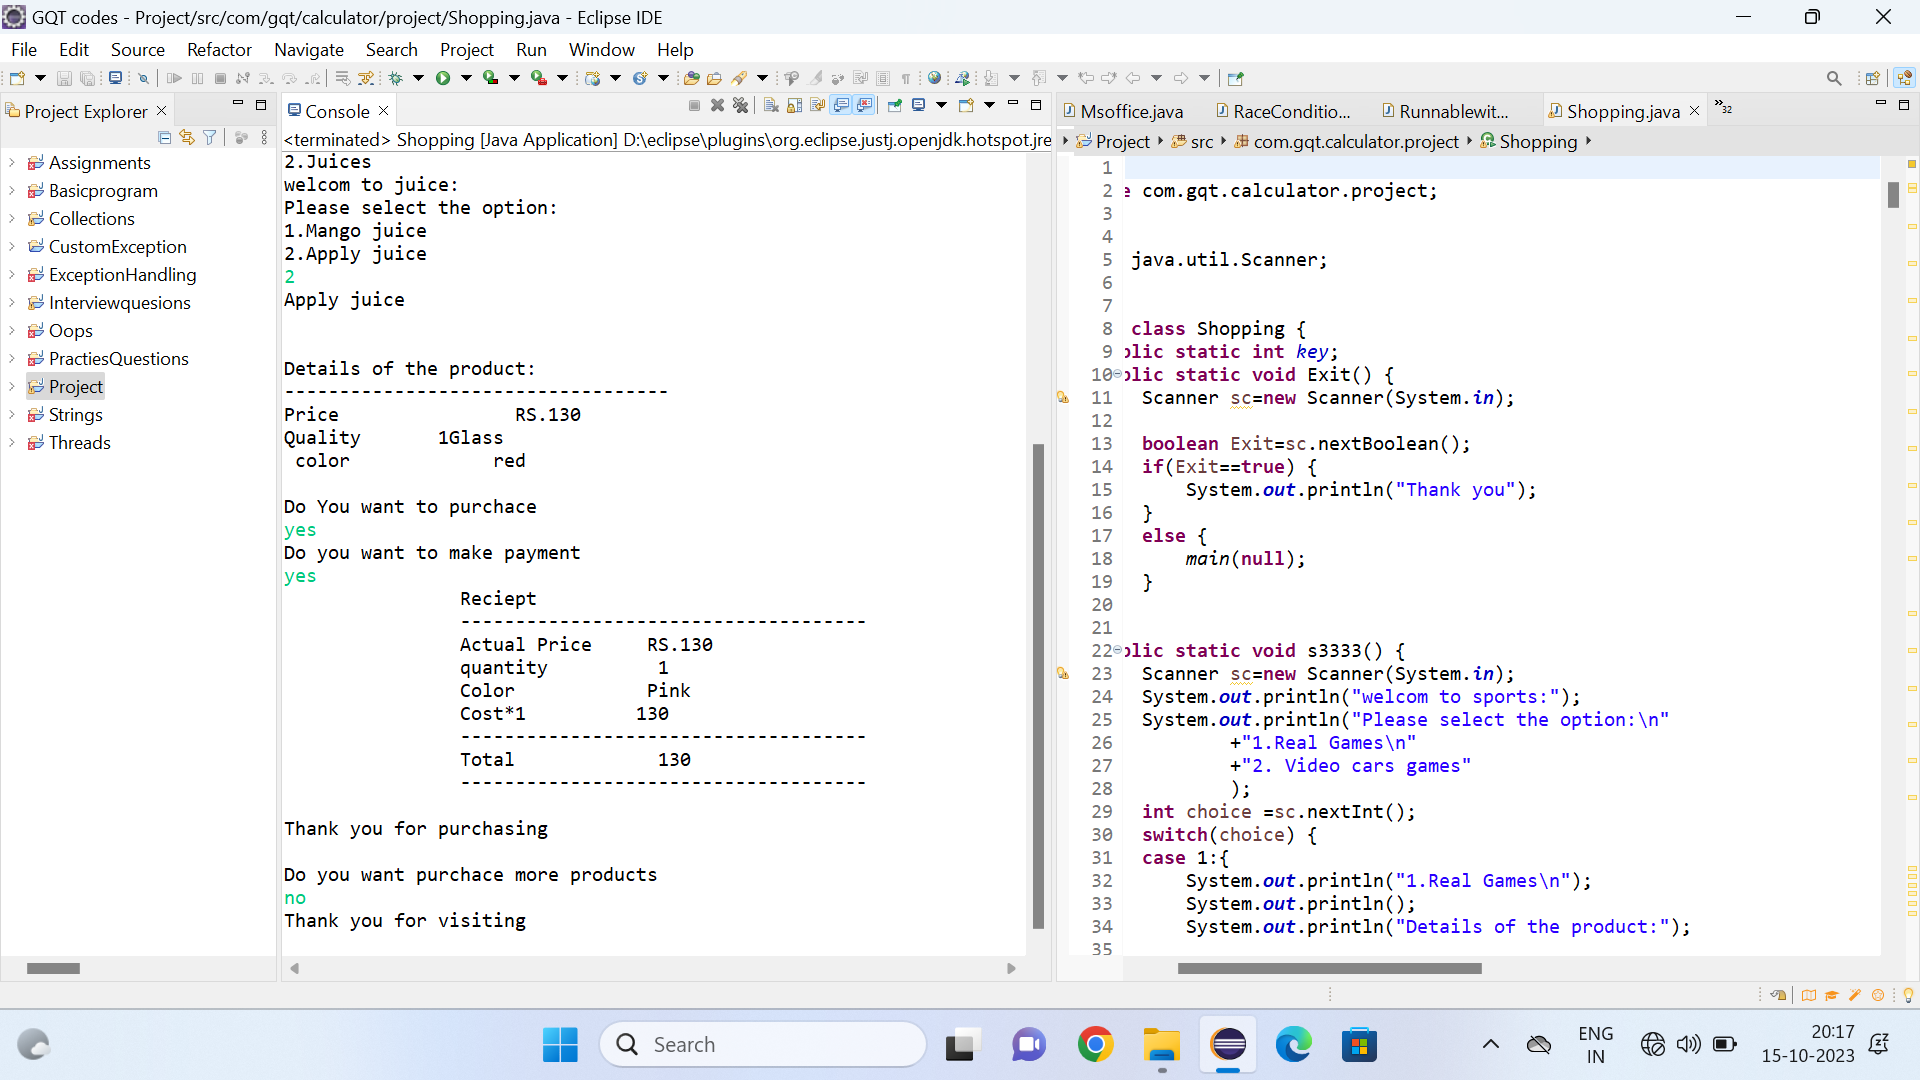 GQT codes - Project/src/com/gqt/calculator/project/Shopping.java - Eclipse IDE
File Edit Source Refactor Navigate Search Project Run Window Help
Project Explorer
Assignments
Basicprogram
Collections
CustomException
ExceptionHandling
Interviewquesions
Oops
PractiesQuestions
Project
Strings
Threads
Console
<terminated> Shopping [Java Application] D:\eclipse\plugins\org.eclipse.justj.openjdk.hotspot.jre
2.Juices
welcom to juice:
Please select the option:
1.Mango juice
2.Apply juice
2
Apply juice
Details of the product:
-----------------------------------
Price                RS.130
Quality       1Glass
 color             red
Do You want to purchace
yes
Do you want to make payment
yes
Reciept
-------------------------------------
Actual Price     RS.130
quantity          1
Color            Pink
Cost*1          130
-------------------------------------
Total             130
-------------------------------------
Thank you for purchasing
Do you want purchace more products
no
Thank you for visiting
Msoffice.java RaceConditio... Runnablewit... Shopping.java »32
Project src com.gqt.calculator.project Shopping
1
2 e com.gqt.calculator.project;
3
4
5 java.util.Scanner;
6
7
8 class Shopping {
9 blic static int key;
10 blic static void Exit() {
11 Scanner sc=new Scanner(System.in);
12
13 boolean Exit=sc.nextBoolean();
14 if(Exit==true) {
15 System.out.println("Thank you");
16 }
17 else {
18 main(null);
19 }
20
21
22 blic static void s3333() {
23 Scanner sc=new Scanner(System.in);
24 System.out.println("welcom to sports:");
25 System.out.println("Please select the option:\n"
26 +"1.Real Games\n"
27 +"2. Video cars games"
28 );
29 int choice =sc.nextInt();
30 switch(choice) {
31 case 1:{
32 System.out.println("1.Real Games\n");
33 System.out.println();
34 System.out.println("Details of the product:");
35
Search
ENG
IN
20:17
15-10-2023